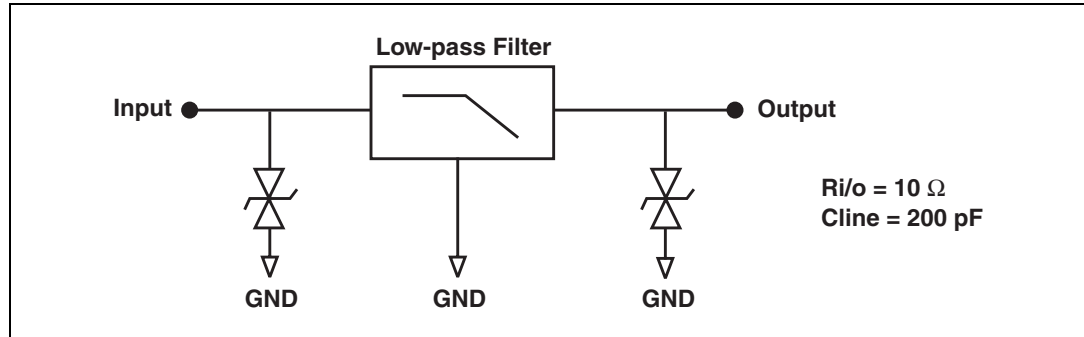 Low-pass Filter
Input
Output
Ri/o = 10 Ω
Cline = 200 pF
GND
GND
GND